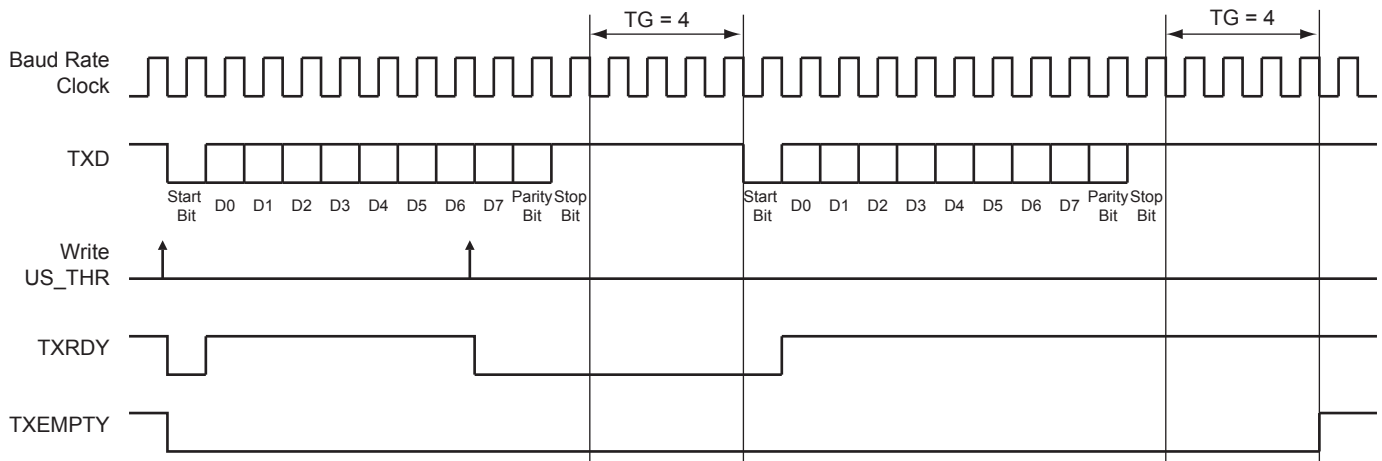 TG = 4
TG = 4
Baud Rate
Clock
TXD
Start
Bit
D0
D1
D2
D3
D4
D5
D6
D7
Parity
Bit
Stop
Bit
Start
Bit
D0
D1
D2
D3
D4
D5
D6
D7
Parity
Bit
Stop
Bit
Write
US_THR
TXRDY
TXEMPTY